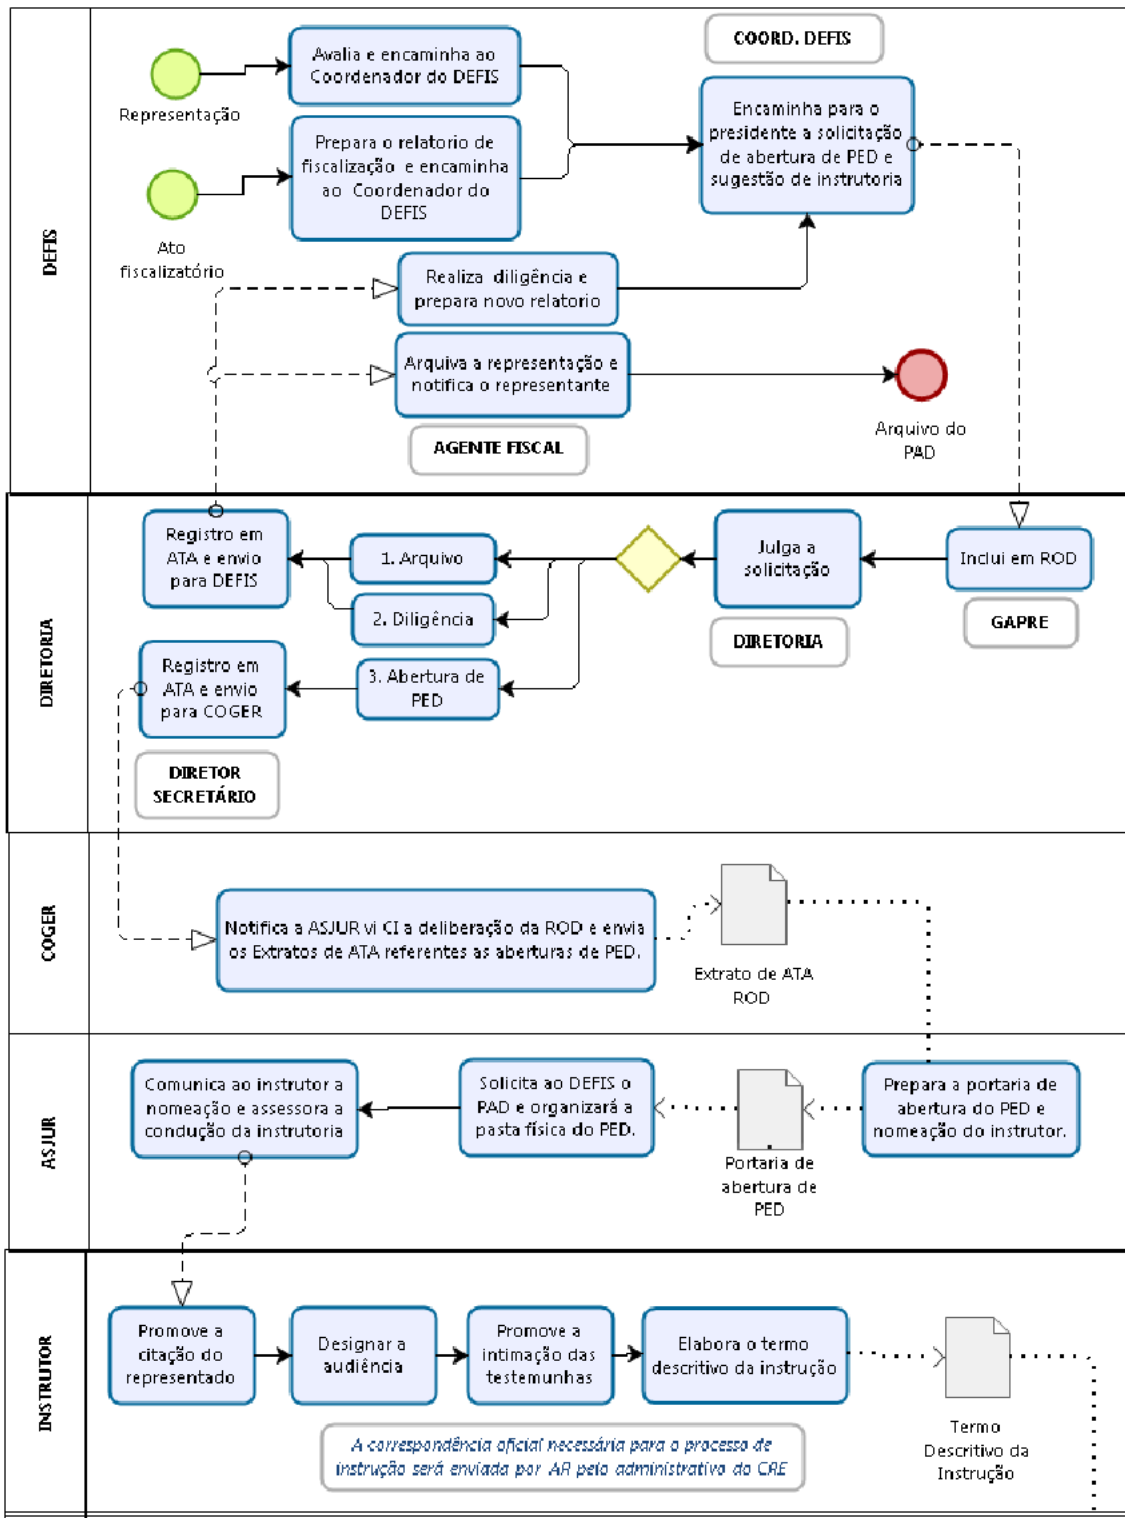 DEFIS
COORD. DEFIS
Representação
Avalia e encaminha ao
Coordenador do DEFIS
Ato
fiscalizatório
Prepara o relatorio de
fiscalização e encaminha
ao Coordenador do
DEFIS
Encaminha para o
presidente a solicitação
de abertura de PED e
sugestão de instrutoria
Realiza diligência e
prepara novo relatorio
Arquiva a representação e
notifica o representante
AGENTE FISCAL
Arquivo do
PAD
DIRETORIA
Registro em
ATA e envio
para DEFIS
1. Arquivo
2. Diligência
3. Abertura de
PED
Julga a
solicitação
DIRETORIA
Inclui em ROD
GAPRE
Registro em
ATA e envio
para COGER
DIRETOR
SECRETÁRIO
COGER
Notifica a ASJUR vi CI a deliberação da ROD e envia
os Extratos de ATA referentes as aberturas de PED.
Extrato de ATA
ROD
ASJUR
Comunica ao instrutor a
nomeação e assessora a
condução da instrutoria
Solicita ao DEFIS o
PAD e organizará a
pasta física do PED.
Portaria de
abertura de
PED
Prepara a portaria de
abertura do PED e
nomeação do instrutor.
INSTRUTOR
Promove a
citação do
representado
Designar a
audiência
Promove a
intimação das
testemunhas
Elabora o termo
descritivo da instrução
Termo
Descritivo da
Instrução
A correspondência oficial necessária para o processo de
instrução será enviada por AR pelo administrativo do CRE